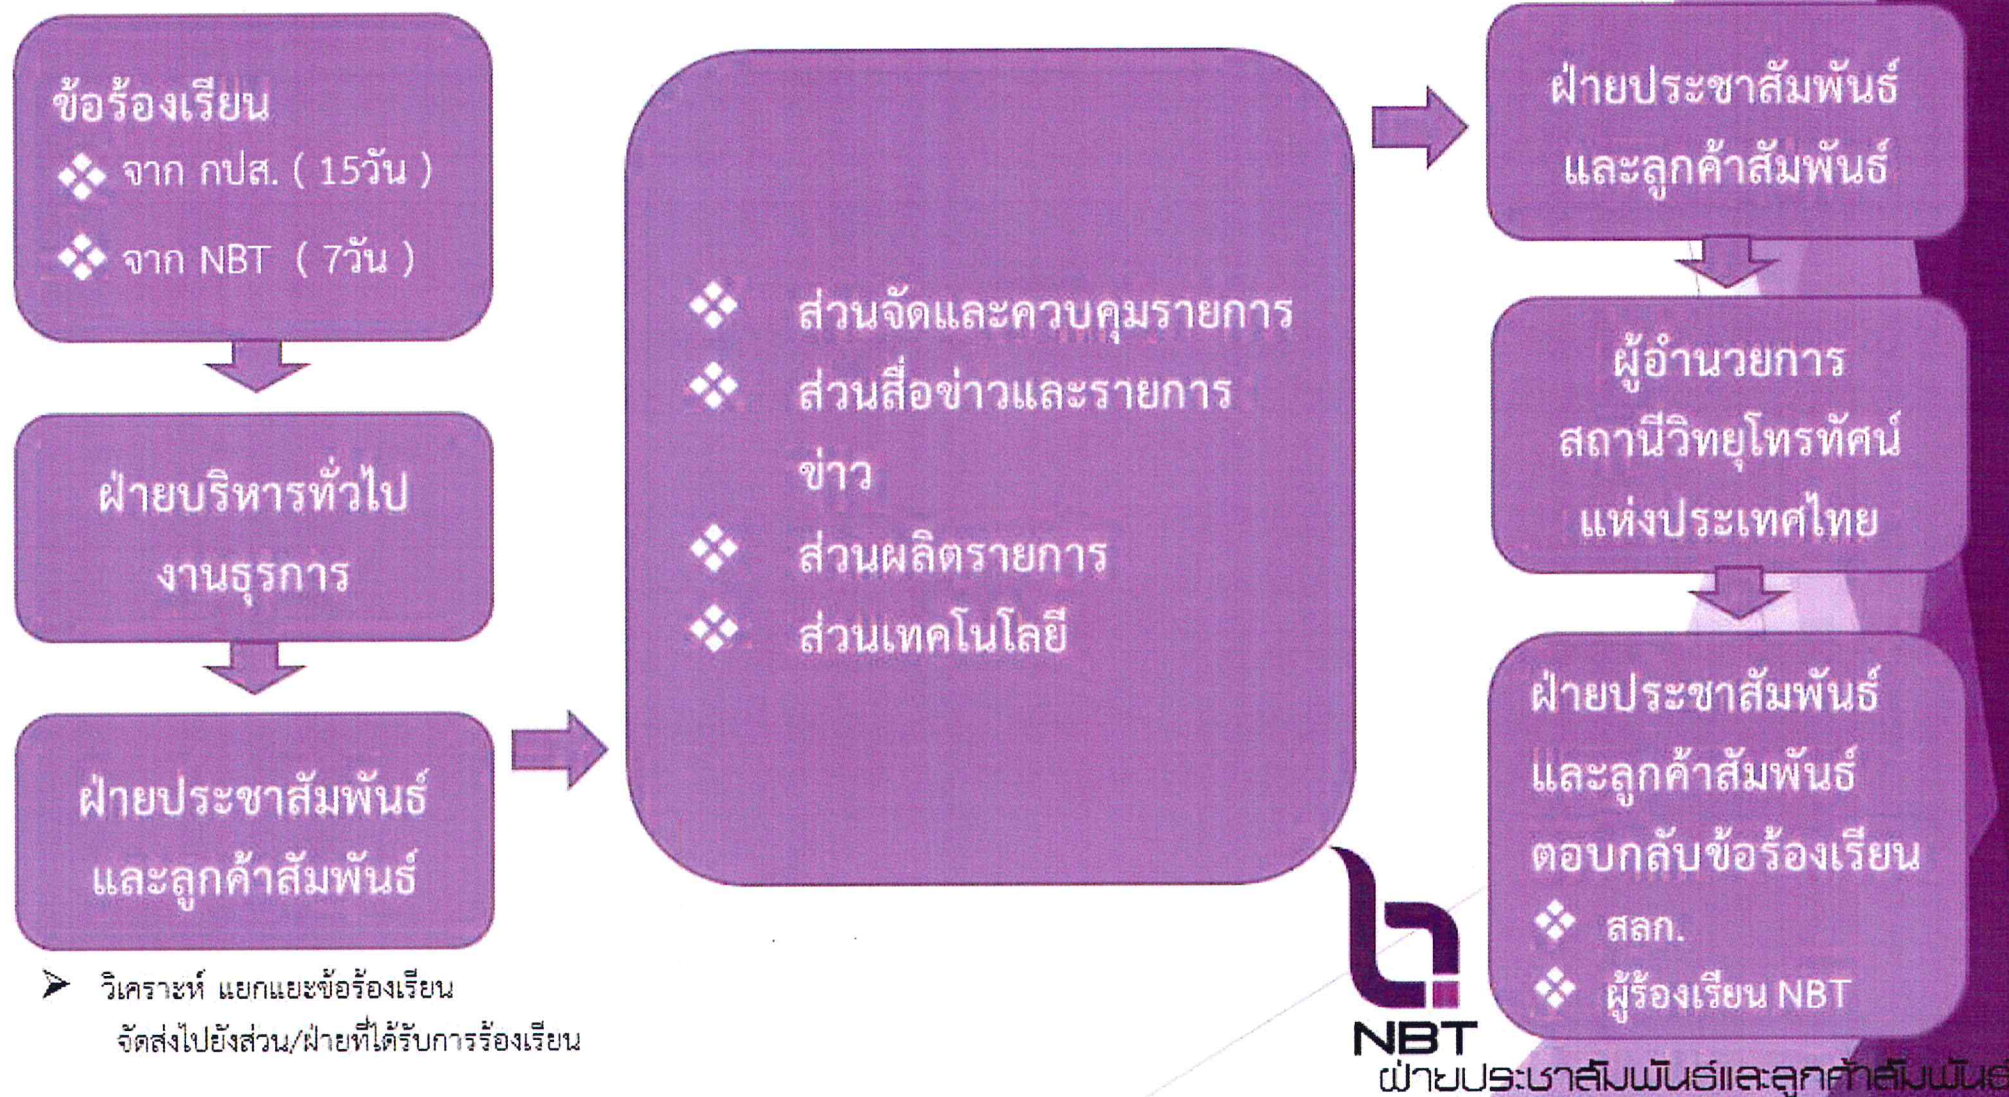 ข้อร้องเรียน
จาก กปส. ( 15วัน )
จาก NBT ( 7วัน )
ฝ่ายบริหารทั่วไป
งานธุรการ
ฝ่ายประชาสัมพันธ์
และลูกค้าสัมพันธ์
วิเคราะห์ แยกแยะข้อร้องเรียน
จัดส่งไปยังส่วน/ฝ่ายที่ได้รับการร้องเรียน
ส่วนจัดและควบคุมรายการ
ส่วนสื่อข่าวและรายการ
ข่าว
ส่วนผลิตรายการ
ส่วนเทคโนโลยี
ฝ่ายประชาสัมพันธ์
และลูกค้าสัมพันธ์
ผู้อำนวยการ
สถานีวิทยุโทรทัศน์
แห่งประเทศไทย
ฝ่ายประชาสัมพันธ์
และลูกค้าสัมพันธ์
ตอบกลับข้อร้องเรียน
สลก.
ผู้ร้องเรียน NBT
NBT
ฝ่ายประชาสัมพันธ์และลูกค้าสัมพันธ์